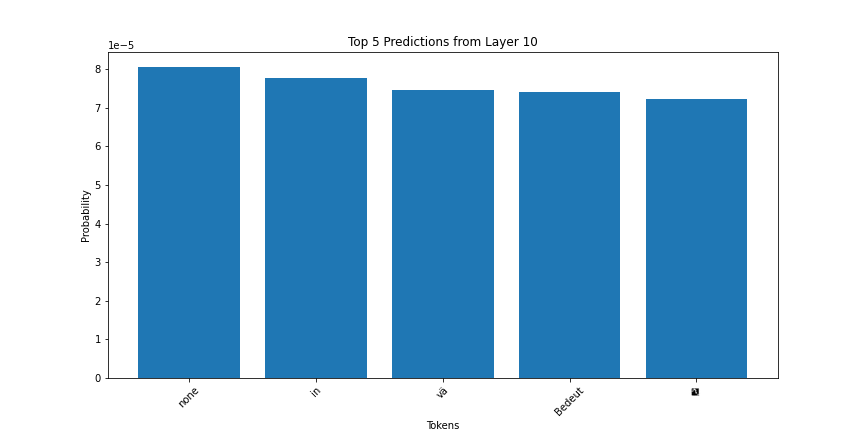 Top 5 Predictions from Layer 10
1e−5
8
7
6
5
4
3
2
1
0
Probability
none
in
vä
Bedeut
�
Tokens